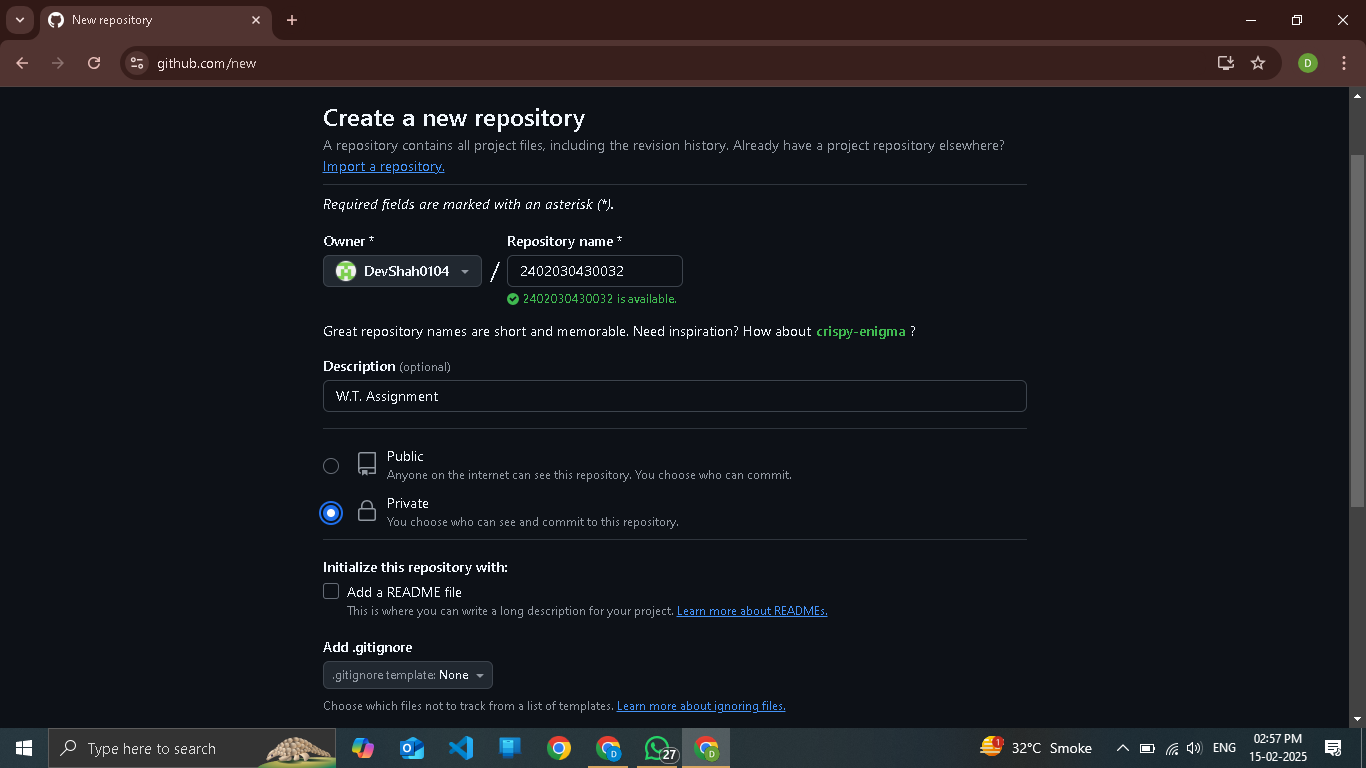 New repository
github.com/new
D
Create a new repository
A repository contains all project files, including the revision history. Already have a project repository elsewhere?
Import a repository.
Required fields are marked with an asterisk (*).
Owner *
Repository name *
DevShah0104
/
2402030430032
2402030430032 is available.
Great repository names are short and memorable. Need inspiration? How about crispy-enigma ?
Description (optional)
W.T. Assignment
Public
Anyone on the internet can see this repository. You choose who can commit.
Private
You choose who can see and commit to this repository.
Initialize this repository with:
Add a README file
This is where you can write a long description for your project. Learn more about READMEs.
Add .gitignore
.gitignore template: None
Choose which files not to track from a list of templates. Learn more about ignoring files.
Type here to search
D
27
D
1
32°C Smoke
ENG
02:57 PM
15-02-2025